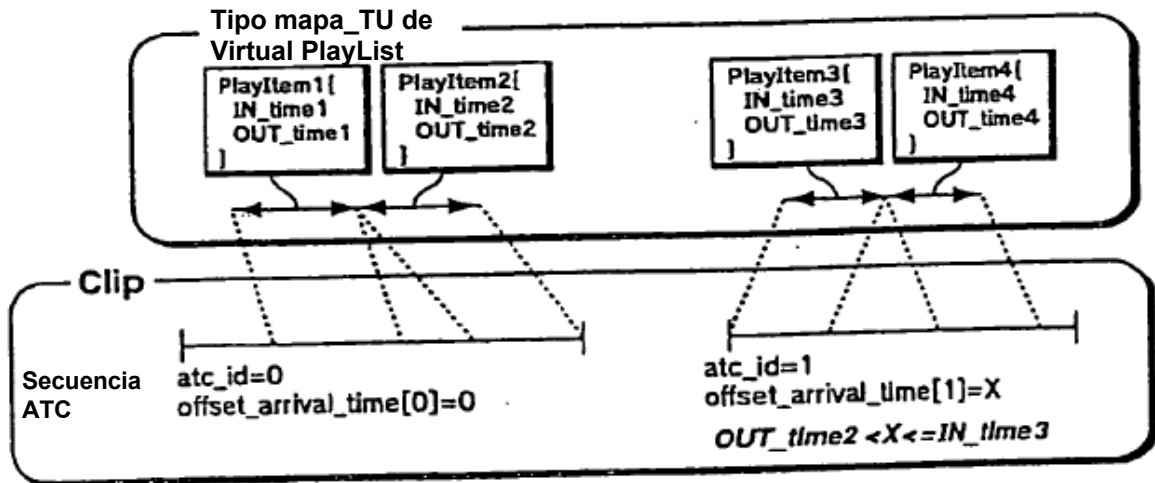 Tipo mapa_TU de
Virtual PlayList
PlayItem1{
IN_time1
OUT_time1
}
PlayItem2{
IN_time2
OUT_time2
}
PlayItem3{
IN_time3
OUT_time3
}
PlayItem4{
IN_time4
OUT_time4
}
Clip
Secuencia
ATC
atc_id=0
offset_arrival_time[0]=0
atc_id=1
offset_arrival_time[1]=X
OUT_time2 <X<=IN_time3